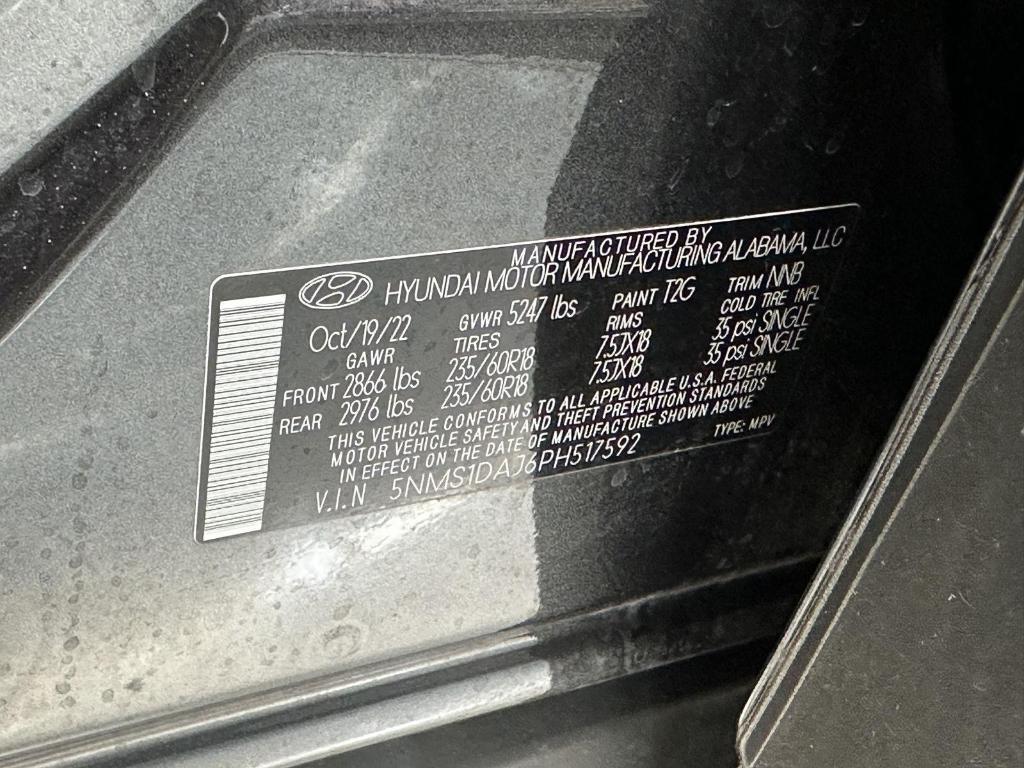 MANUFACTURED BY
HYUNDAI MOTOR MANUFACTURING ALABAMA, LLC
Oct/19/22 GVWR 5247 lbs PAINT T2G TRIM NNB
GAWR TIRES RIMS COLD TIRE INFL
FRONT 2866 lbs 235/60R18 7.5JX18 35 psi SINGLE
REAR 2976 lbs 235/60R18 7.5JX18 35 psi SINGLE
THIS VEHICLE CONFORMS TO ALL APPLICABLE U.S.A. FEDERAL
MOTOR VEHICLE SAFETY AND THEFT PREVENTION STANDARDS
IN EFFECT ON THE DATE OF MANUFACTURE SHOWN ABOVE
V.I.N 5NMS1DAJ6PH517592 TYPE: MPV